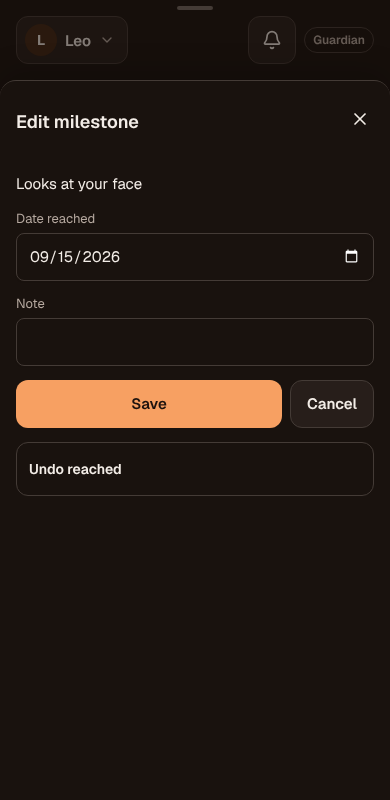 L Leo
Guardian
Edit milestone
Looks at your face
Date reached
09/15/2026
Note
Save
Cancel
Undo reached